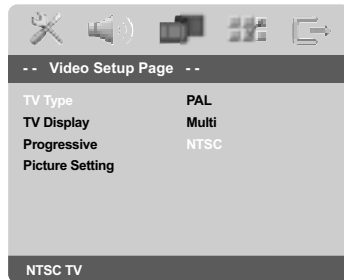 - - Video Setup Page - -
TV Type PAL
TV Display Multi
Progressive NTSC
Picture Setting
NTSC TV